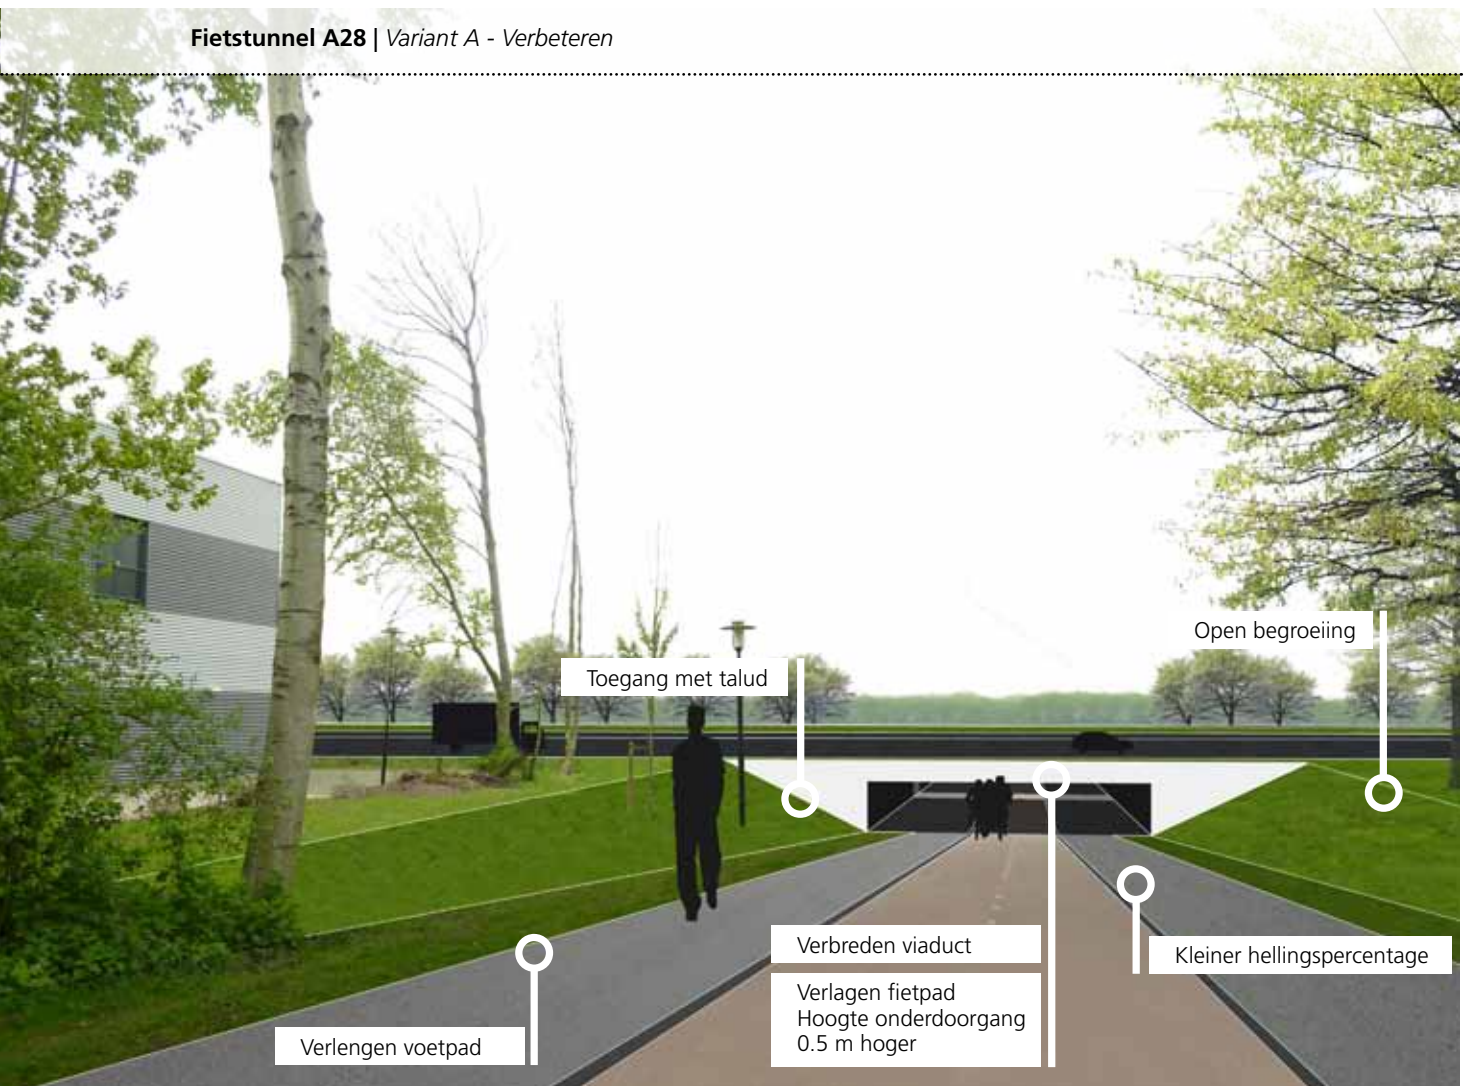 Fietstunnel A28 | Variant A - Verbeteren
Open begroeiing
Toegang met talud
Verbreden viaduct
Kleiner hellingspercentage
Verlagen fietpad
Hoogte onderdoorgang
0.5 m hoger
Verlengen voetpad